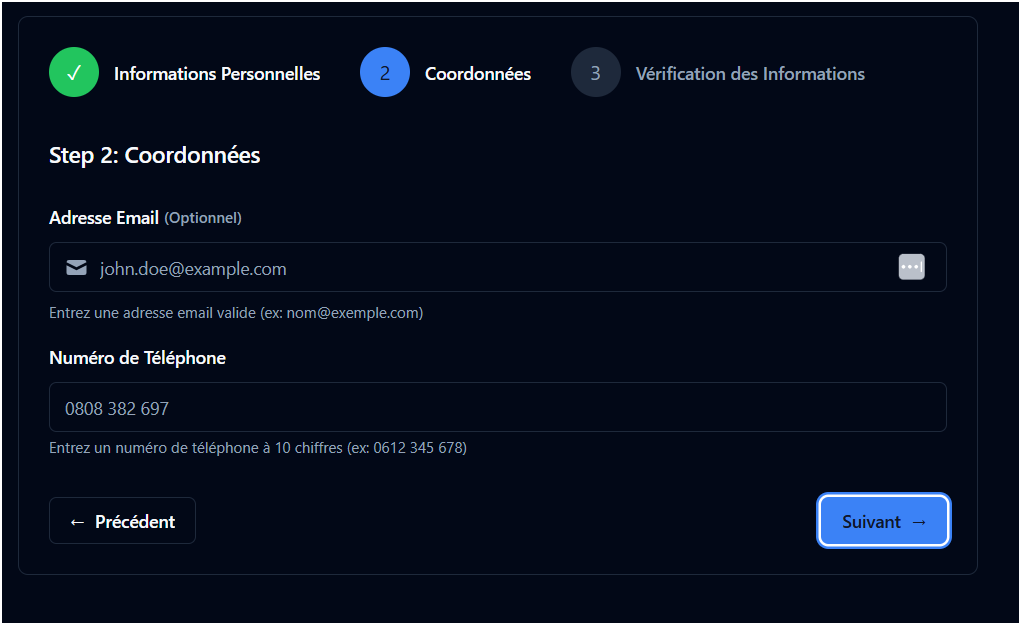 ✓ Informations Personnelles 2 Coordonnées 3 Vérification des Informations
Step 2: Coordonnées
Adresse Email (Optionnel)
john.doe@example.com
Entrez une adresse email valide (ex: nom@exemple.com)
Numéro de Téléphone
0808 382 697
Entrez un numéro de téléphone à 10 chiffres (ex: 0612 345 678)
← Précédent Suivant →